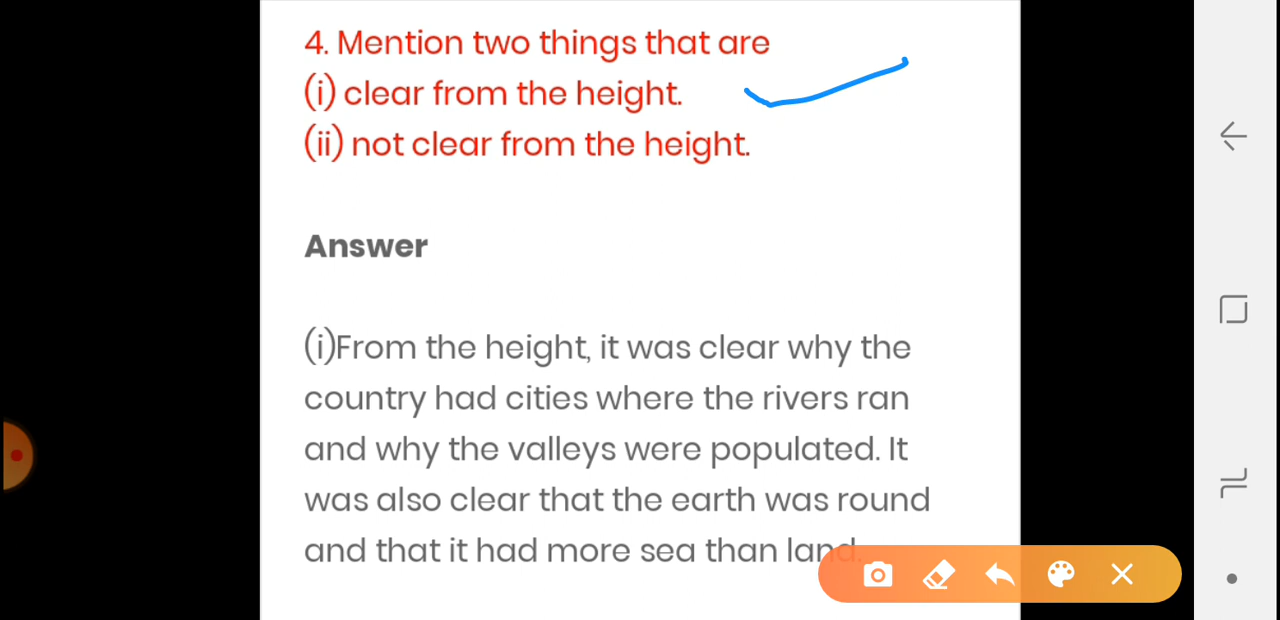 4. Mention two things that are
(i) clear from the height.
(ii) not clear from the height.
Answer
(i)From the height, it was clear why the
country had cities where the rivers ran
and why the valleys were populated. It
was also clear that the earth was round
and that it had more sea than land.